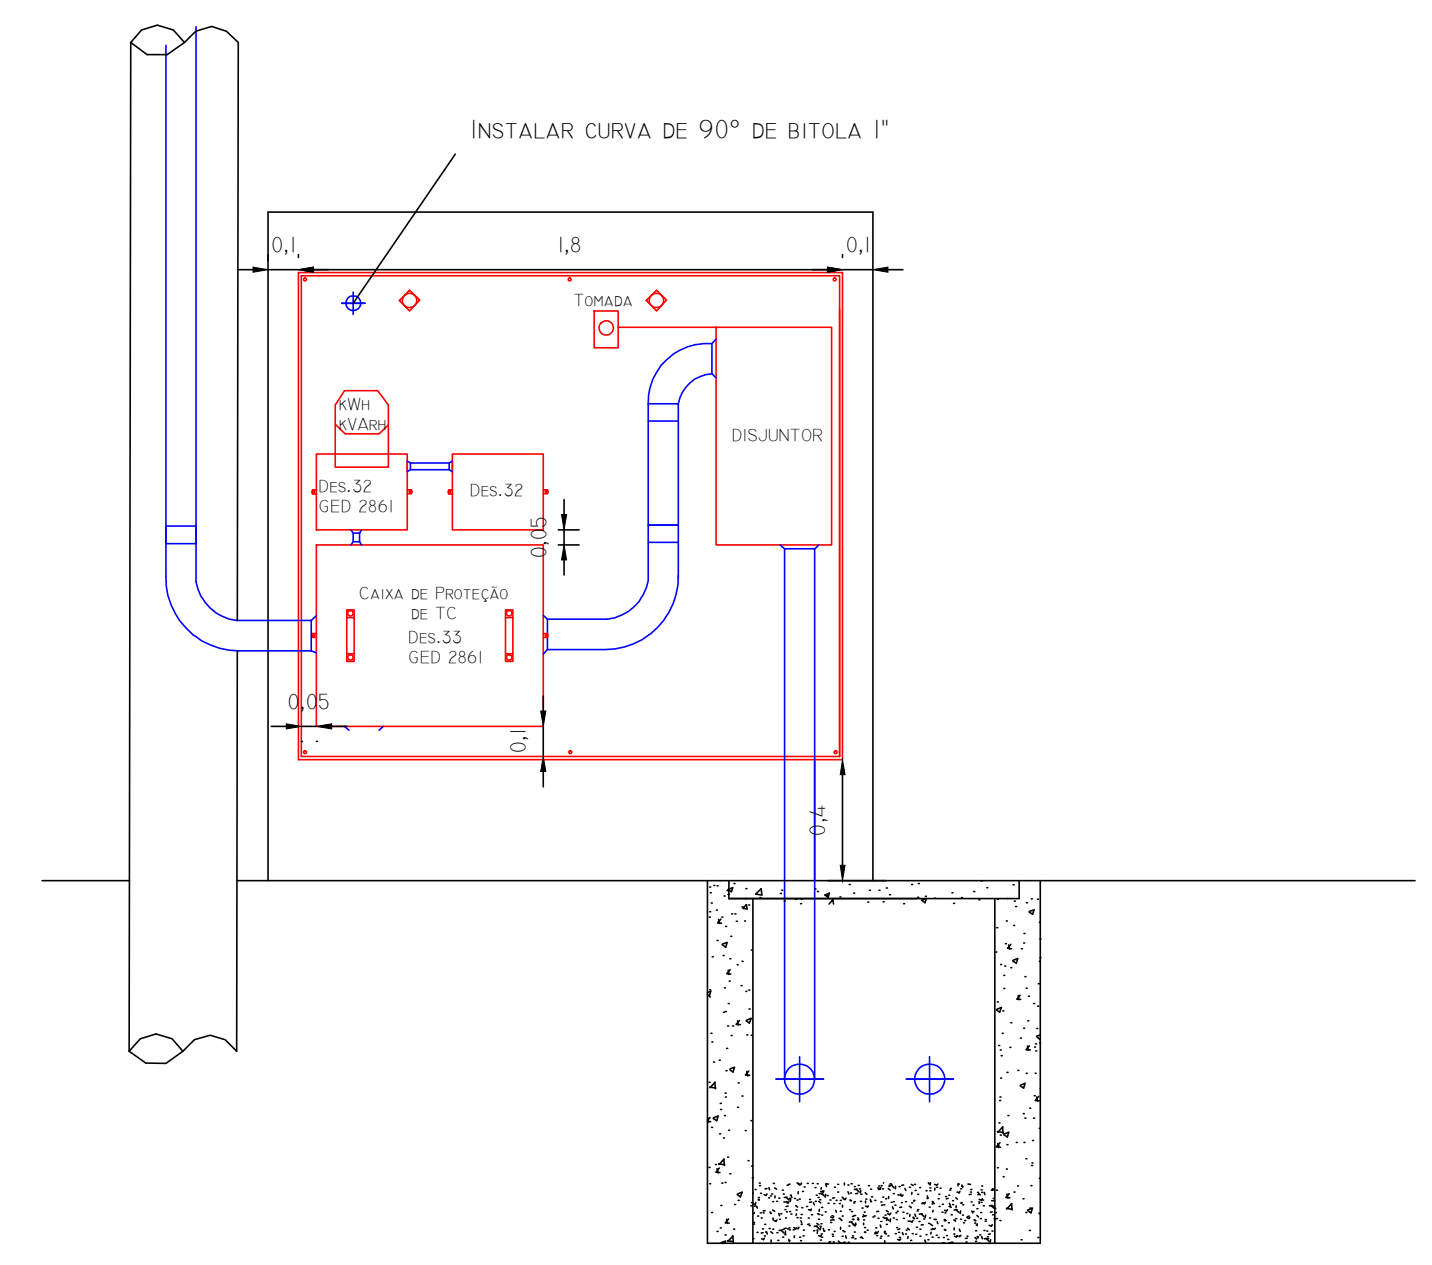 INSTALAR CURVA DE 90° DE BITOLA 1"
0,1
1,8
0,1
TOMADA
KWH
KVARH
DISJUNTOR
DES.32
GED 2861
DES.32
0,05
CAIXA DE PROTEÇÃO
DE TC
DES.33
GED 2861
0,05
0,1
0,4